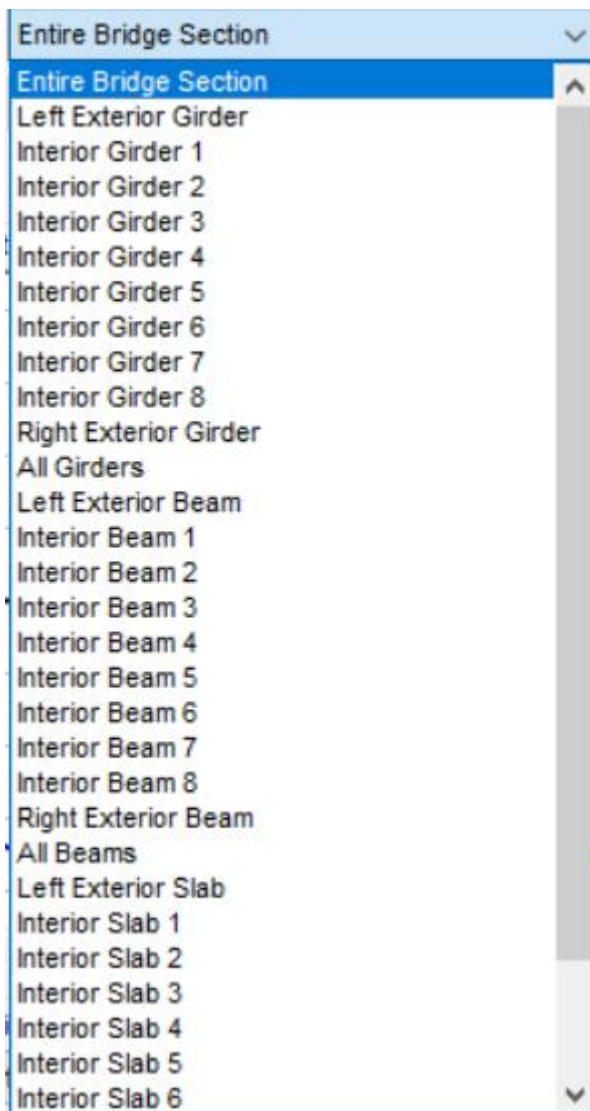 Entire Bridge Section
Entire Bridge Section
Left Exterior Girder
Interior Girder 1
Interior Girder 2
Interior Girder 3
Interior Girder 4
Interior Girder 5
Interior Girder 6
Interior Girder 7
Interior Girder 8
Right Exterior Girder
All Girders
Left Exterior Beam
Interior Beam 1
Interior Beam 2
Interior Beam 3
Interior Beam 4
Interior Beam 5
Interior Beam 6
Interior Beam 7
Interior Beam 8
Right Exterior Beam
All Beams
Left Exterior Slab
Interior Slab 1
Interior Slab 2
Interior Slab 3
Interior Slab 4
Interior Slab 5
Interior Slab 6